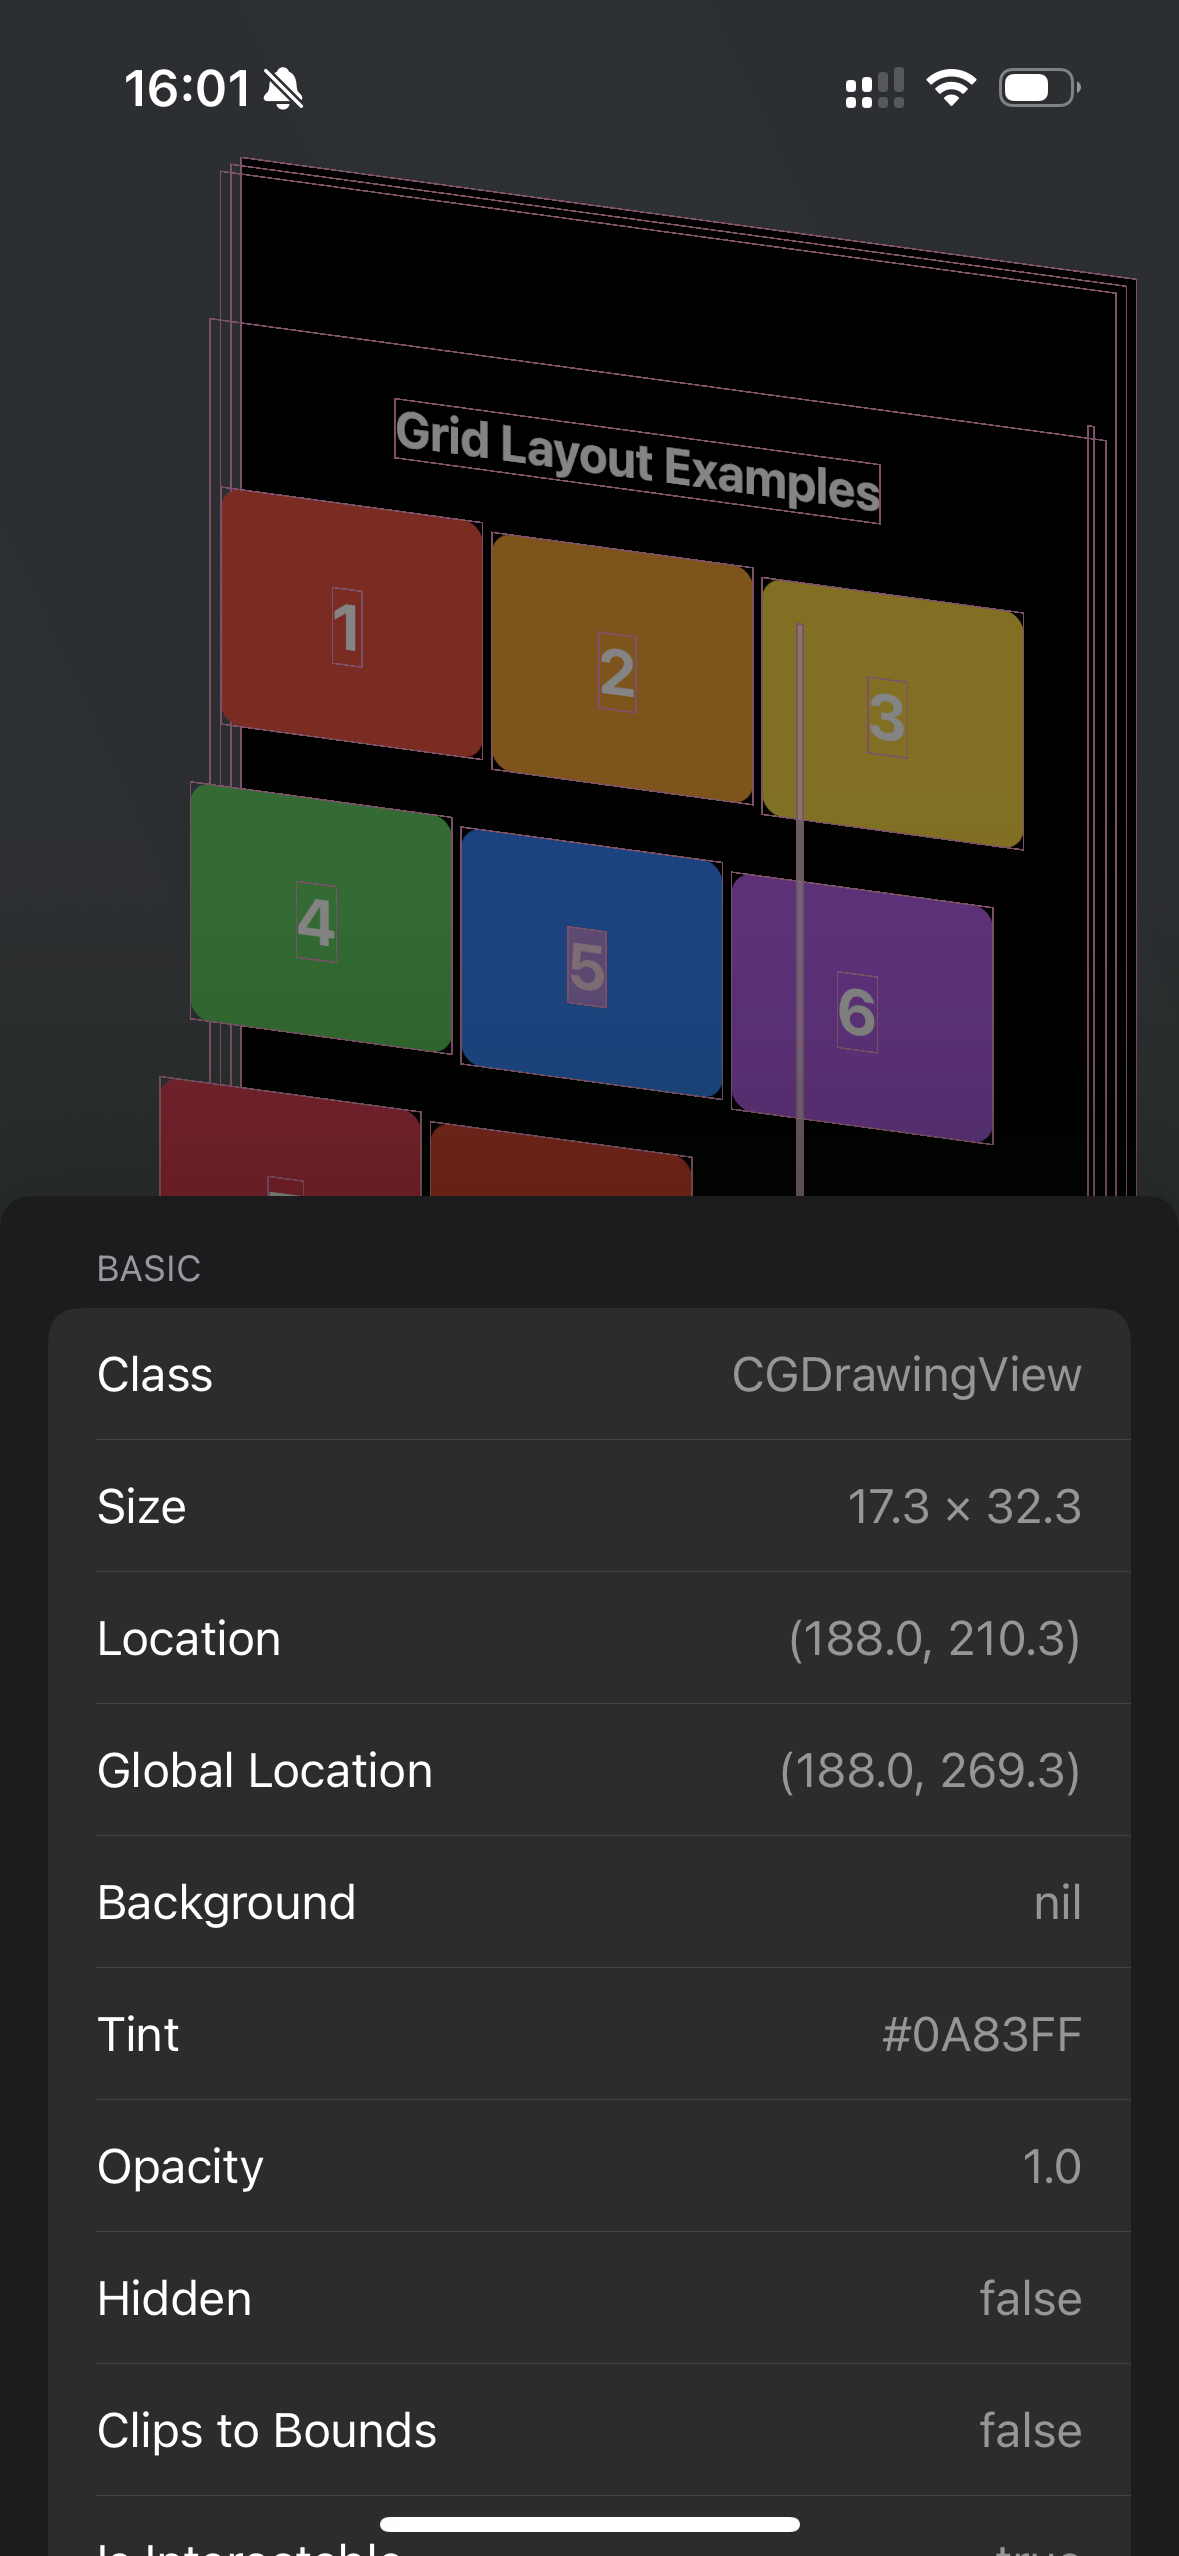 16:01
Grid Layout Examples
1
2
3
4
5
6
BASIC
Class CGDrawingView
Size 17.3 × 32.3
Location (188.0, 210.3)
Global Location (188.0, 269.3)
Background nil
Tint #0A83FF
Opacity 1.0
Hidden false
Clips to Bounds false